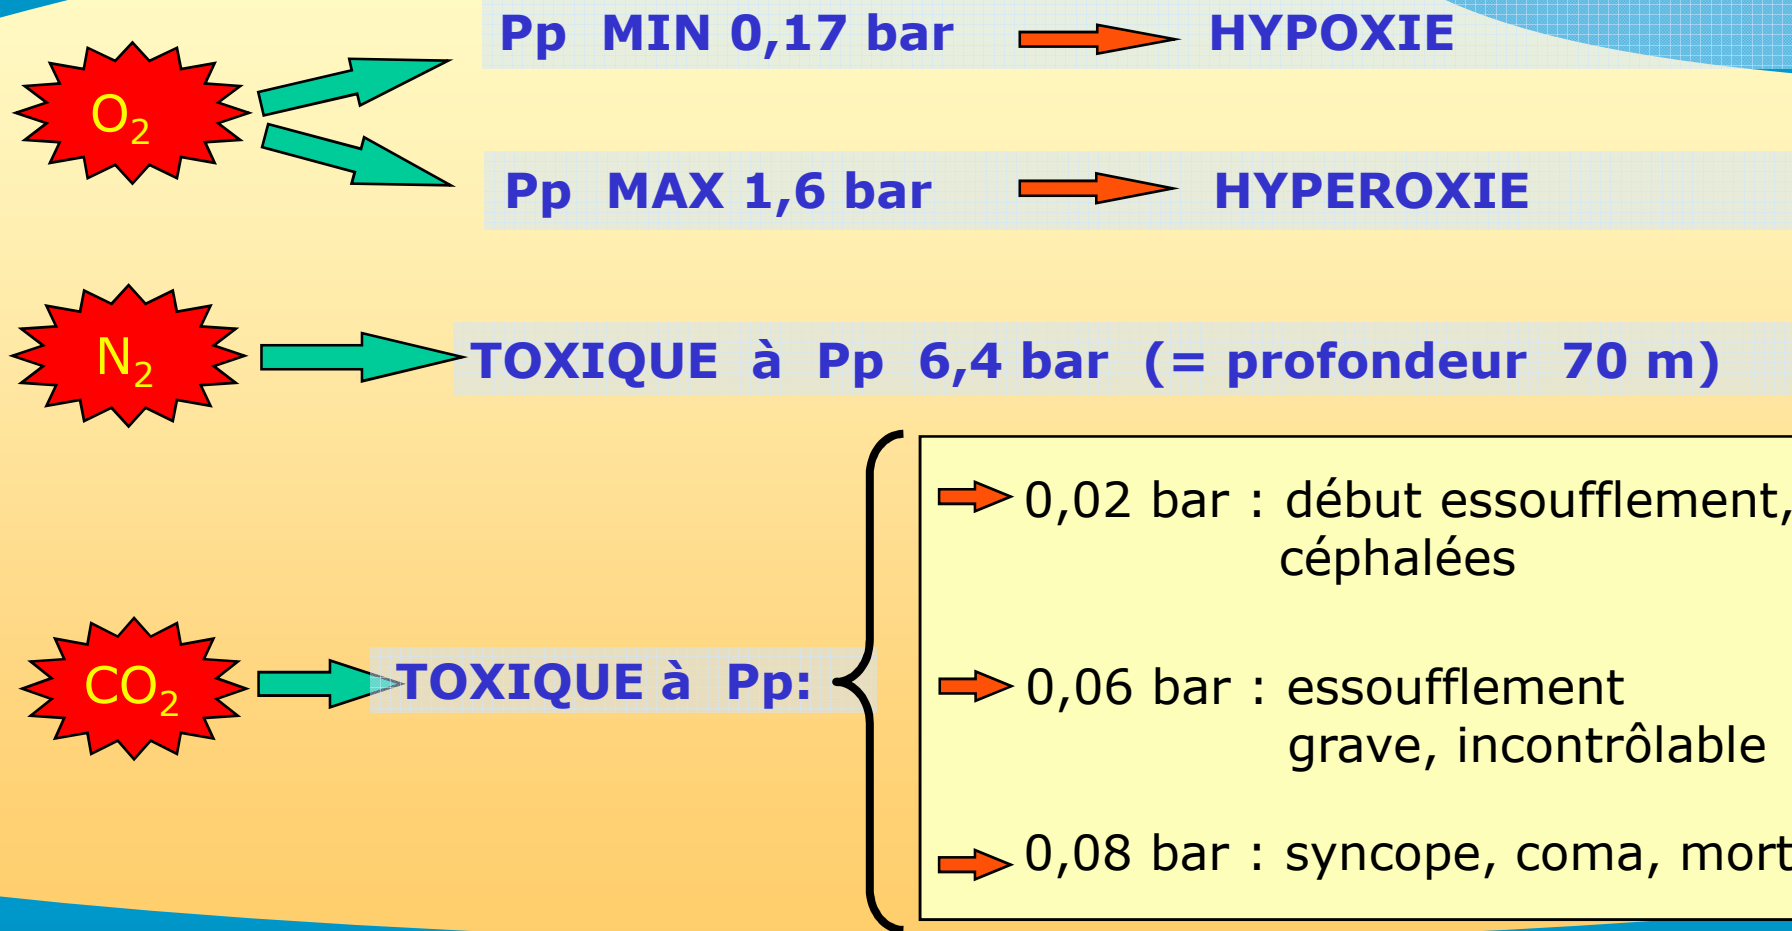 Pp MIN 0,17 bar HYPOXIE
O₂
Pp MAX 1,6 bar HYPEROXIE
N₂ TOXIQUE à Pp 6,4 bar (= profondeur 70 m)
0,02 bar : début essoufflement,
céphalées
CO₂ TOXIQUE à Pp:
0,06 bar : essoufflement
grave, incontrôlable
0,08 bar : syncope, coma, mort